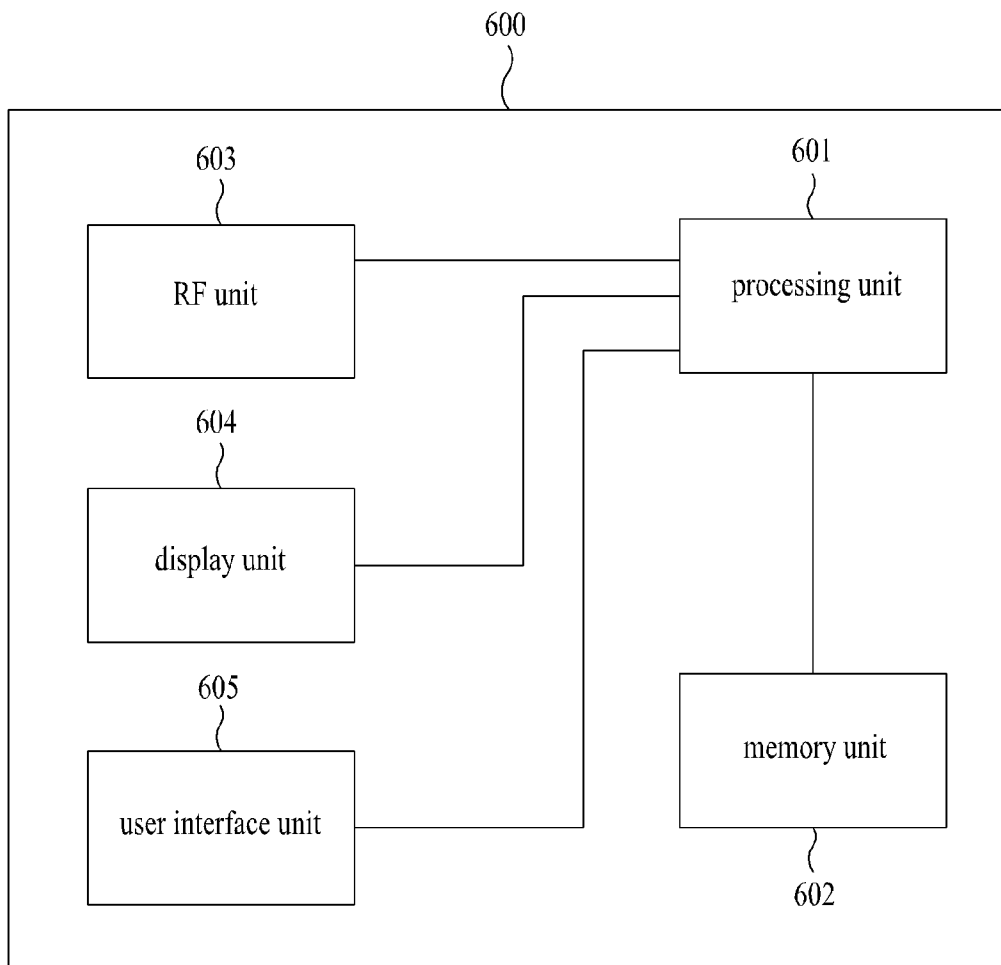 600
603
601
RF unit
processing unit
604
display unit
605
user interface unit
memory unit
602